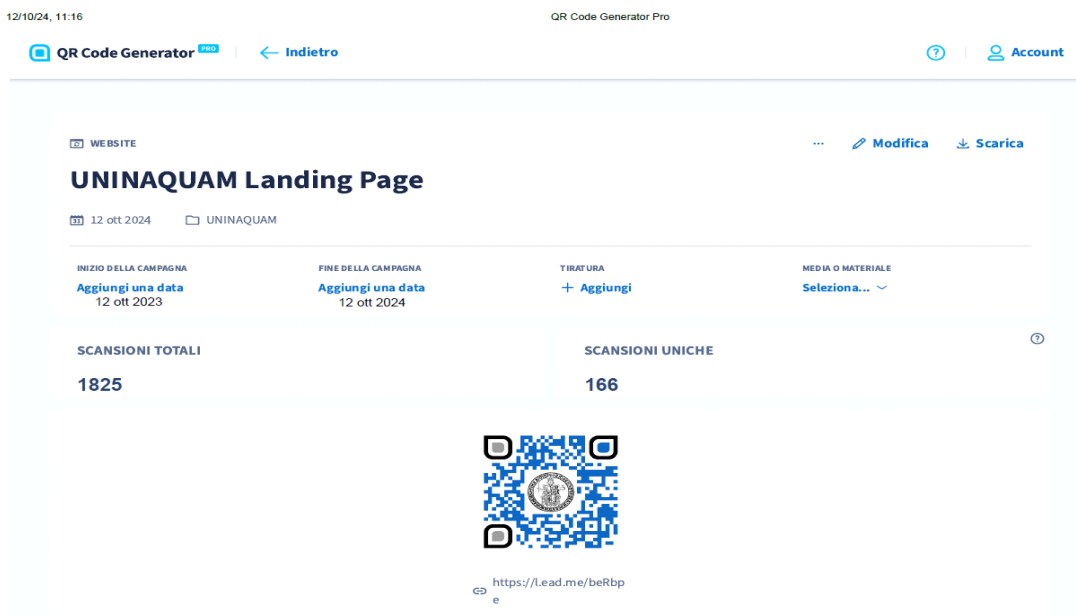 12/10/24, 11:16 QR Code Generator Pro
QR Code Generator PRO Indietro ? Account
WEBSITE ... Modifica Scarica
UNINAQUAM Landing Page
31 12 ott 2024 UNINAQUAM
INIZIO DELLA CAMPAGNA FINE DELLA CAMPAGNA TIRATURA MEDIA O MATERIALE
Aggiungi una data Aggiungi una data + Aggiungi Seleziona...
12 ott 2023 12 ott 2024
SCANSIONI TOTALI SCANSIONI UNICHE ?
1825 166
https://l.ead.me/beRbp
e